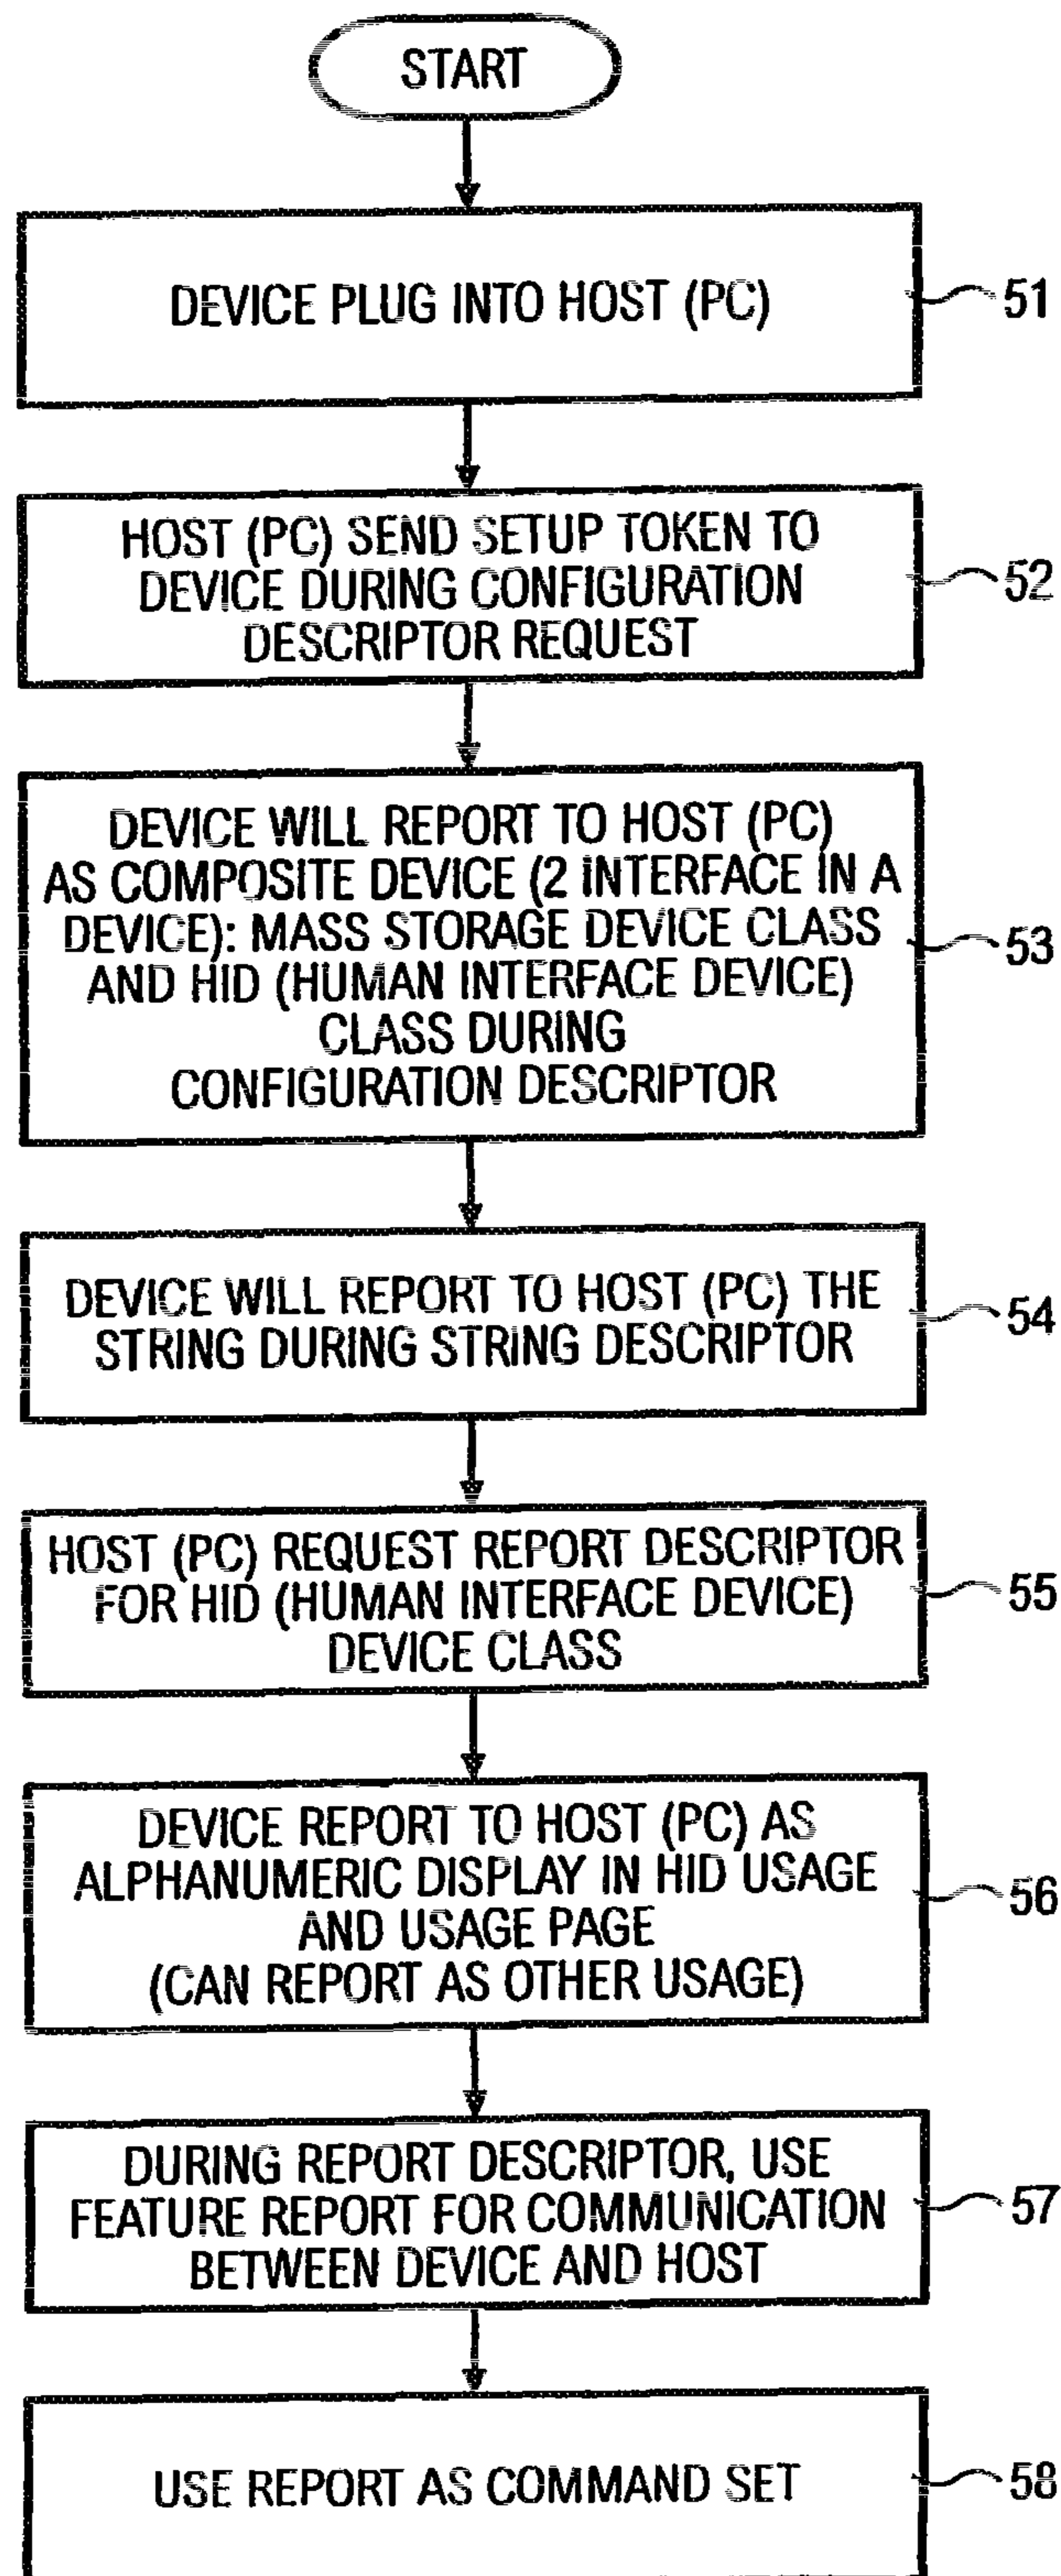 START
DEVICE PLUG INTO HOST (PC)
51
HOST (PC) SEND SETUP TOKEN TO
DEVICE DURING CONFIGURATION
DESCRIPTOR REQUEST
52
DEVICE WILL REPORT TO HOST (PC)
AS COMPOSITE DEVICE (2 INTERFACE IN A
DEVICE): MASS STORAGE DEVICE CLASS
AND HID (HUMAN INTERFACE DEVICE)
CLASS DURING
CONFIGURATION DESCRIPTOR
53
DEVICE WILL REPORT TO HOST (PC) THE
STRING DURING STRING DESCRIPTOR
54
HOST (PC) REQUEST REPORT DESCRIPTOR
FOR HID (HUMAN INTERFACE DEVICE)
DEVICE CLASS
55
DEVICE REPORT TO HOST (PC) AS
ALPHANUMERIC DISPLAY IN HID USAGE
AND USAGE PAGE
(CAN REPORT AS OTHER USAGE)
56
DURING REPORT DESCRIPTOR, USE
FEATURE REPORT FOR COMMUNICATION
BETWEEN DEVICE AND HOST
57
USE REPORT AS COMMAND SET
58